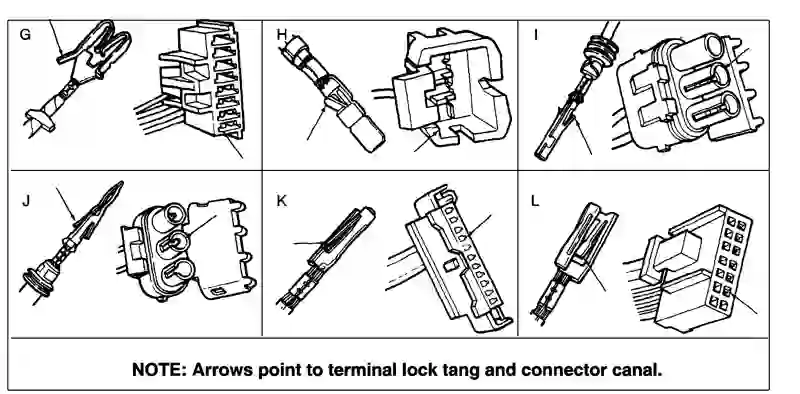 G
H
I
J
K
L
NOTE: Arrows point to terminal lock tang and connector canal.